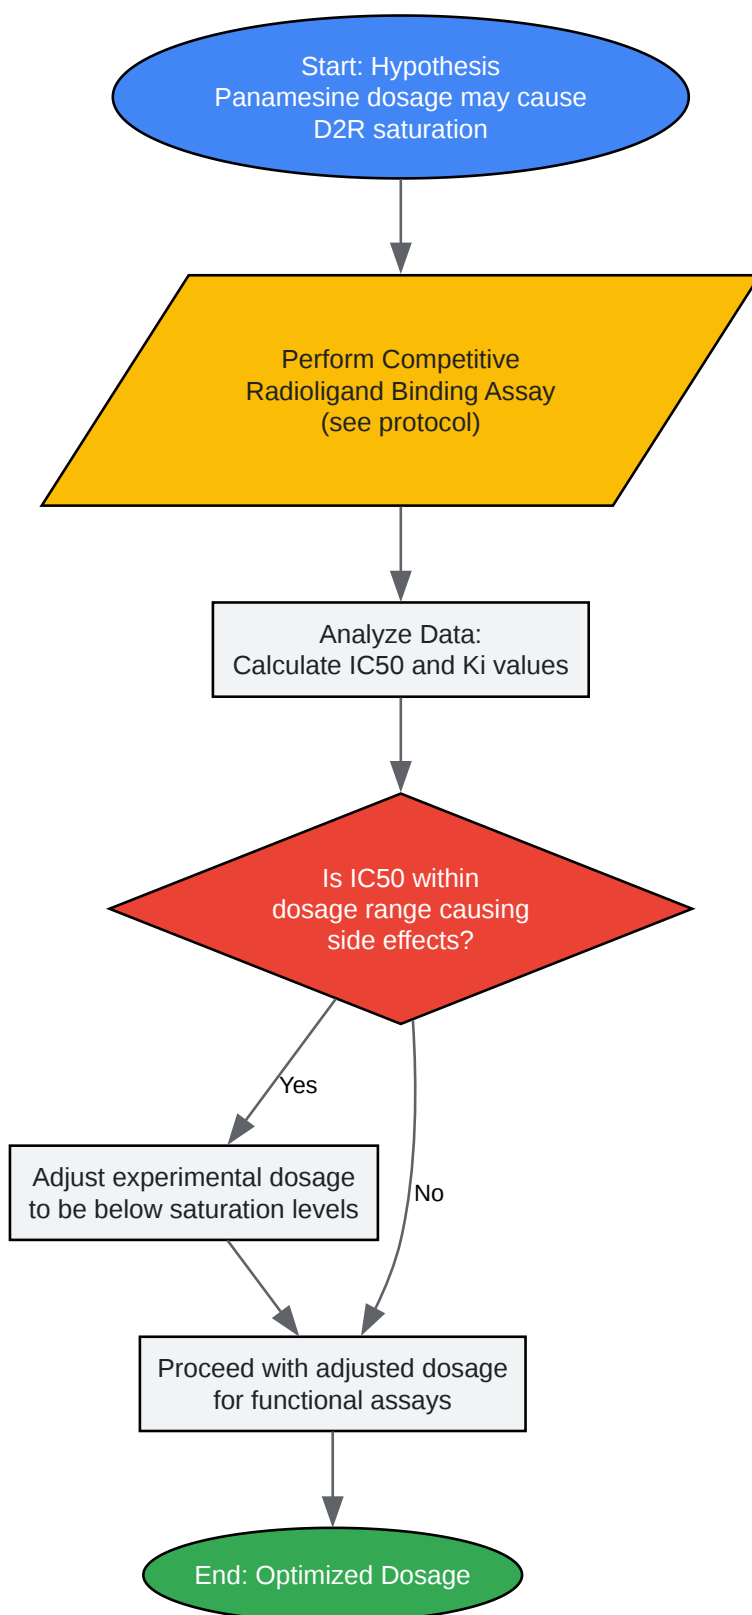 Start: Hypothesis
Panamesine dosage may cause
D2R saturation
Perform Competitive
Radioligand Binding Assay
(see protocol)
Analyze Data:
Calculate IC50 and Ki values
Is IC50 within
dosage range causing
side effects?
Yes
Adjust experimental dosage
to be below saturation levels
No
Proceed with adjusted dosage
for functional assays
End: Optimized Dosage